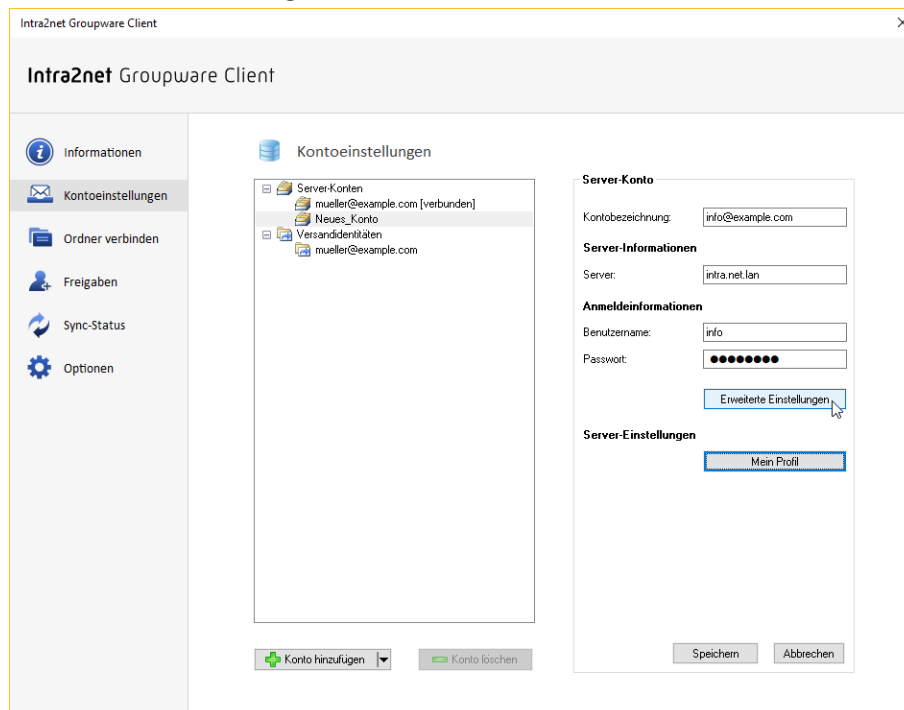 Intra2net Groupware Client
Intra2net Groupware Client
Informationen
Kontoeinstellungen
Ordner verbinden
Freigaben
Sync-Status
Optionen
Kontoeinstellungen
Server-Konten
mueller@example.com [verbunden]
Neues_Konto
Versandidentitäten
mueller@example.com
Konto hinzufügen
Konto löschen
Server-Konto
Kontobezeichnung: info@example.com
Server-Informationen
Server: intra.net.lan
Anmeldeinformationen
Benutzername: info
Passwort: ●●●●●●●●
Erweiterte Einstellungen
Server-Einstellungen
Mein Profil
Speichern Abbrechen